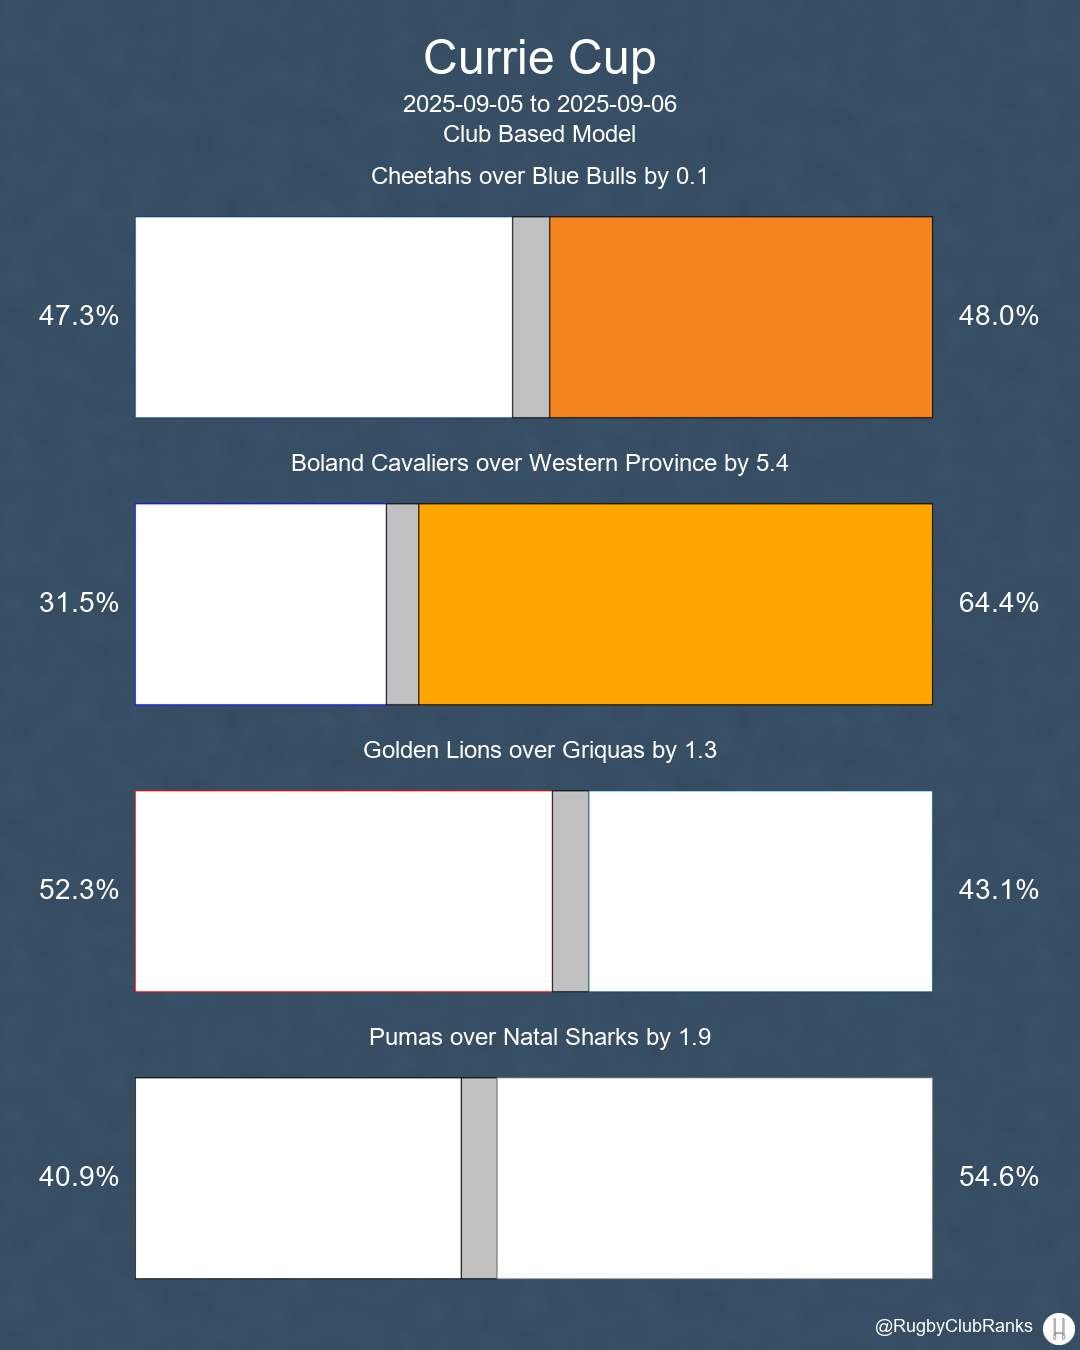 Currie Cup
2025-09-05 to 2025-09-06
Club Based Model
Cheetahs over Blue Bulls by 0.1
47.3%
48.0%
Boland Cavaliers over Western Province by 5.4
31.5%
64.4%
Golden Lions over Griquas by 1.3
52.3%
43.1%
Pumas over Natal Sharks by 1.9
40.9%
54.6%
@RugbyClubRanks